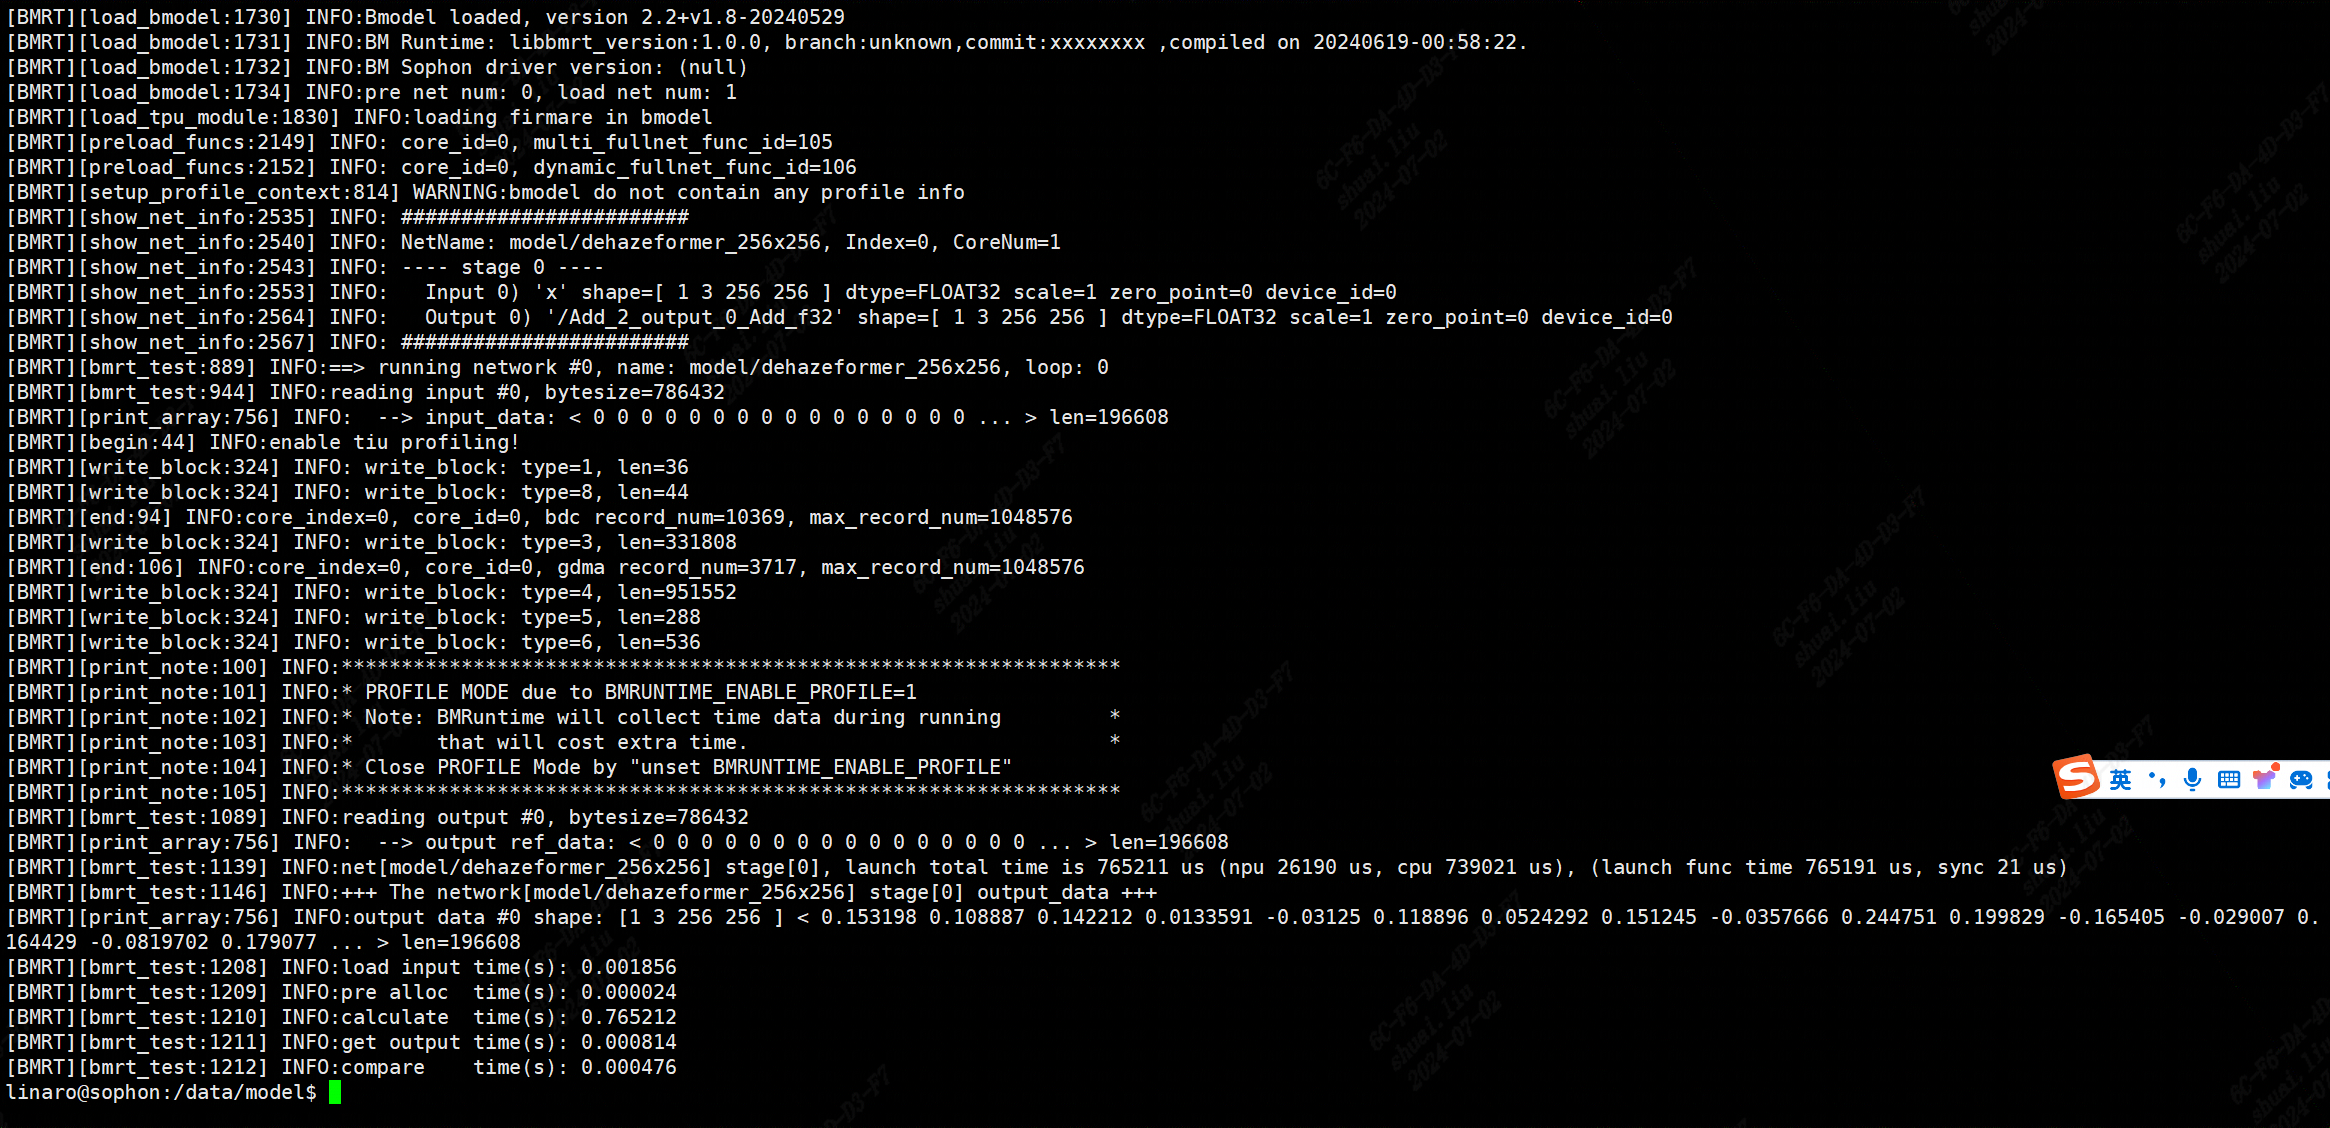 [BMRT][load_bmodel:1730] INFO:Bmodel loaded, version 2.2+v1.8-20240529
[BMRT][load_bmodel:1731] INFO:BM Runtime: libbmrt_version:1.0.0, branch:unknown,commit:xxxxxxxx ,compiled on 20240619-00:58:22.
[BMRT][load_bmodel:1732] INFO:BM Sophon driver version: (null)
[BMRT][load_bmodel:1734] INFO:pre net num: 0, load net num: 1
[BMRT][load_tpu_module:1830] INFO:loading firmare in bmodel
[BMRT][preload_funcs:2149] INFO: core_id=0, multi_fullnet_func_id=105
[BMRT][preload_funcs:2152] INFO: core_id=0, dynamic_fullnet_func_id=106
[BMRT][setup_profile_context:814] WARNING:bmodel do not contain any profile info
[BMRT][show_net_info:2535] INFO: ########################
[BMRT][show_net_info:2540] INFO: NetName: model/dehazeformer_256x256, Index=0, CoreNum=1
[BMRT][show_net_info:2543] INFO: ---- stage 0 ----
[BMRT][show_net_info:2553] INFO:   Input 0) 'x' shape=[ 1 3 256 256 ] dtype=FLOAT32 scale=1 zero_point=0 device_id=0
[BMRT][show_net_info:2564] INFO:   Output 0) '/Add_2_output_0_Add_f32' shape=[ 1 3 256 256 ] dtype=FLOAT32 scale=1 zero_point=0 device_id=0
[BMRT][show_net_info:2567] INFO: ########################
[BMRT][bmrt_test:889] INFO:==> running network #0, name: model/dehazeformer_256x256, loop: 0
[BMRT][bmrt_test:944] INFO:reading input #0, bytesize=786432
[BMRT][print_array:756] INFO:  --> input_data: < 0 0 0 0 0 0 0 0 0 0 0 0 0 0 0 0 ... > len=196608
[BMRT][begin:44] INFO:enable tiu profiling!
[BMRT][write_block:324] INFO: write_block: type=1, len=36
[BMRT][write_block:324] INFO: write_block: type=8, len=44
[BMRT][end:94] INFO:core_index=0, core_id=0, bdc record_num=10369, max_record_num=1048576
[BMRT][write_block:324] INFO: write_block: type=3, len=331808
[BMRT][end:106] INFO:core_index=0, core_id=0, gdma record_num=3717, max_record_num=1048576
[BMRT][write_block:324] INFO: write_block: type=4, len=951552
[BMRT][write_block:324] INFO: write_block: type=5, len=288
[BMRT][write_block:324] INFO: write_block: type=6, len=536
[BMRT][print_note:100] INFO:*****************************************************************
[BMRT][print_note:101] INFO:* PROFILE MODE due to BMRUNTIME_ENABLE_PROFILE=1
[BMRT][print_note:102] INFO:* Note: BMRuntime will collect time data during running         *
[BMRT][print_note:103] INFO:*       that will cost extra time.                              *
[BMRT][print_note:104] INFO:* Close PROFILE Mode by "unset BMRUNTIME_ENABLE_PROFILE"
[BMRT][print_note:105] INFO:*****************************************************************
[BMRT][bmrt_test:1089] INFO:reading output #0, bytesize=786432
[BMRT][print_array:756] INFO:  --> output ref_data: < 0 0 0 0 0 0 0 0 0 0 0 0 0 0 0 0 ... > len=196608
[BMRT][bmrt_test:1139] INFO:net[model/dehazeformer_256x256] stage[0], launch total time is 765211 us (npu 26190 us, cpu 739021 us), (launch func time 765191 us, sync 21 us)
[BMRT][bmrt_test:1146] INFO:+++ The network[model/dehazeformer_256x256] stage[0] output_data +++
[BMRT][print_array:756] INFO:output data #0 shape: [1 3 256 256 ] < 0.153198 0.108887 0.142212 0.0133591 -0.03125 0.118896 0.0524292 0.151245 -0.0357666 0.244751 0.199829 -0.165405 -0.029007 0.
164429 -0.0819702 0.179077 ... > len=196608
[BMRT][bmrt_test:1208] INFO:load input time(s): 0.001856
[BMRT][bmrt_test:1209] INFO:pre alloc  time(s): 0.000024
[BMRT][bmrt_test:1210] INFO:calculate  time(s): 0.765212
[BMRT][bmrt_test:1211] INFO:get output time(s): 0.000814
[BMRT][bmrt_test:1212] INFO:compare    time(s): 0.000476
linaro@sophon:/data/model$
英
6C-F6-DA-4D-D3-F7
shuai.liu
2024-07-02